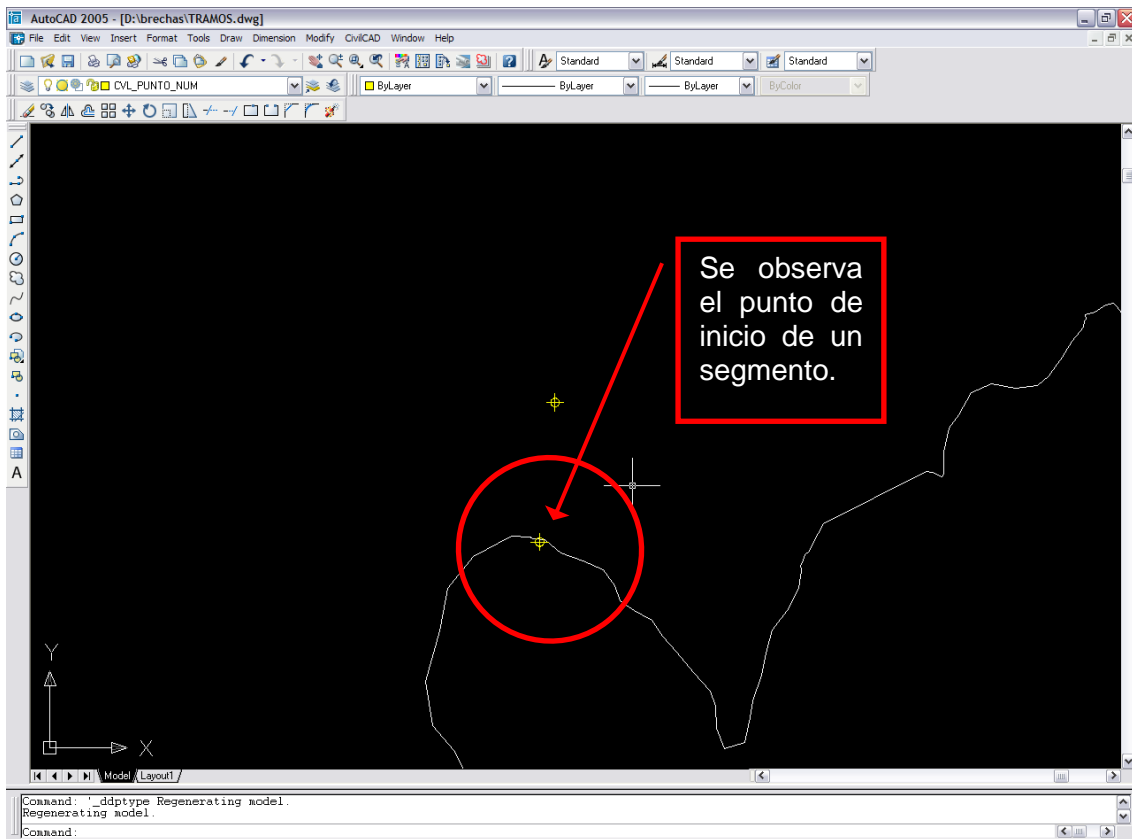 AutoCAD 2005 - [D:\brechas\TRAMOS.dwg]
File Edit View Insert Format Tools Draw Dimension Modify CivilCAD Window Help
Standard Standard Standard
CVL_PUNTO_NUM ByLayer ByLayer ByLayer ByColor
A
Se observa
el punto de
inicio de un
segmento.
Y
X
Model Layout1
Command: '_ddptype Regenerating model.
Regenerating model.
Command: